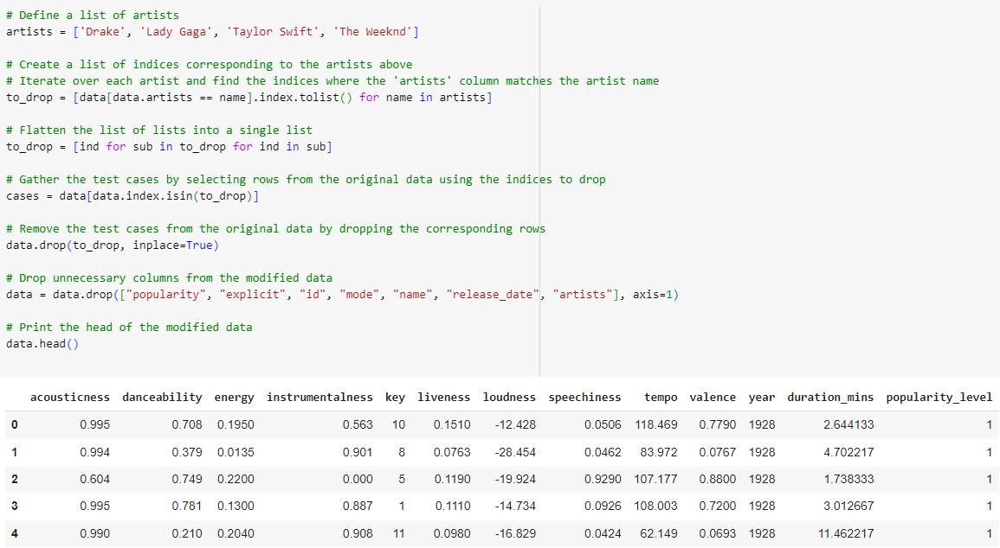 # Define a list of artists
artists = ['Drake', 'Lady Gaga', 'Taylor Swift', 'The Weeknd']
# Create a list of indices corresponding to the artists above
# Iterate over each artist and find the indices where the 'artists' column matches the artist name
to_drop = [data[data.artists == name].index.tolist() for name in artists]
# Flatten the list of lists into a single list
to_drop = [ind for sub in to_drop for ind in sub]
# Gather the test cases by selecting rows from the original data using the indices to drop
cases = data[data.index.isin(to_drop)]
# Remove the test cases from the original data by dropping the corresponding rows
data.drop(to_drop, inplace=True)
# Drop unnecessary columns from the modified data
data = data.drop(["popularity", "explicit", "id", "mode", "name", "release_date", "artists"], axis=1)
# Print the head of the modified data
data.head()
acousticness danceability energy instrumentalness key liveness loudness speechiness tempo valence year duration_mins popularity_level
0 0.995 0.708 0.1950 0.563 10 0.1510 -12.428 0.0506 118.469 0.7790 1928 2.644133 1
1 0.994 0.379 0.0135 0.901 8 0.0763 -28.454 0.0462 83.972 0.0767 1928 4.702217 1
2 0.604 0.749 0.2200 0.000 5 0.1190 -19.924 0.9290 107.177 0.8800 1928 1.738333 1
3 0.995 0.781 0.1300 0.887 1 0.1110 -14.734 0.0926 108.003 0.7200 1928 3.012667 1
4 0.990 0.210 0.2040 0.908 11 0.0980 -16.829 0.0424 62.149 0.0693 1928 11.462217 1